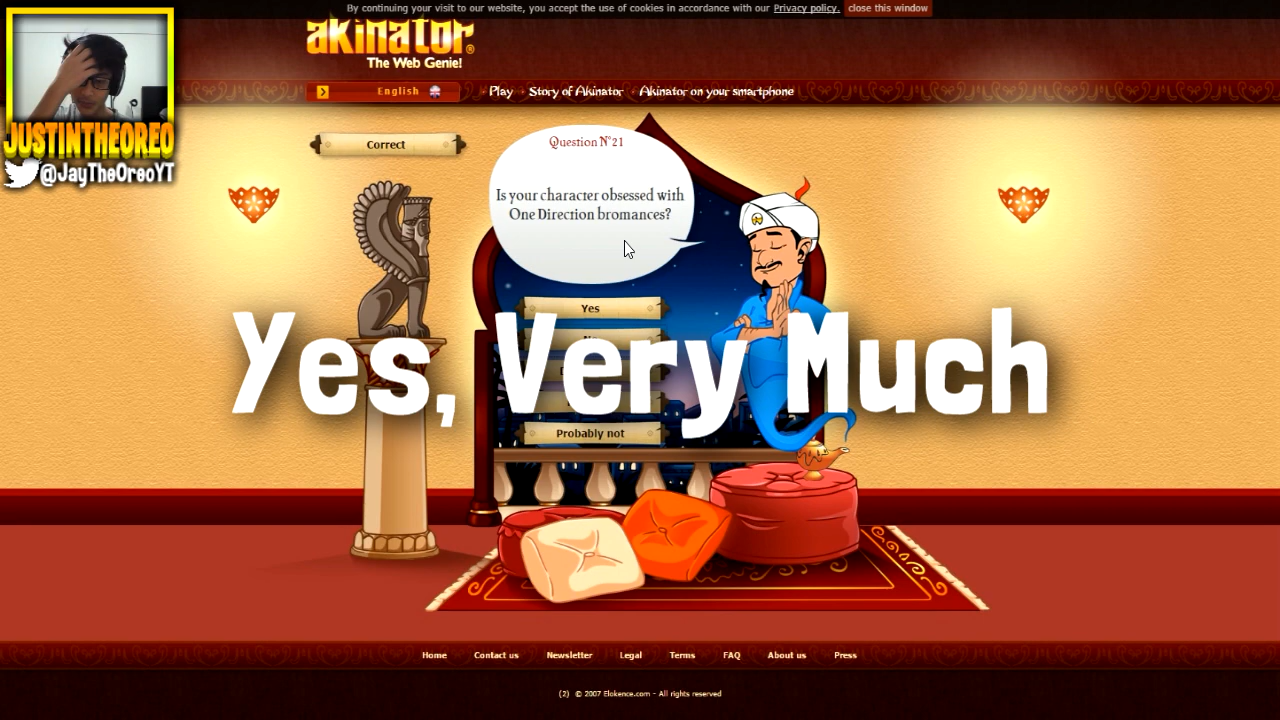 By continuing your visit to our website, you accept the use of cookies in accordance with our Privacy policy. close this window
akinator®
The Web Genie!
English
Play · Story of Akinator · Akinator on your smartphone
JUSTINTHEOREO
@JayTheOreoYT
Correct
Question N°21
Is your character obsessed with
One Direction bromances?
Yes
Yes, Very Much
Probably not
Home Contact us Newsletter Legal Terms FAQ About us Press
(2) © 2007 Elokence.com - All rights reserved